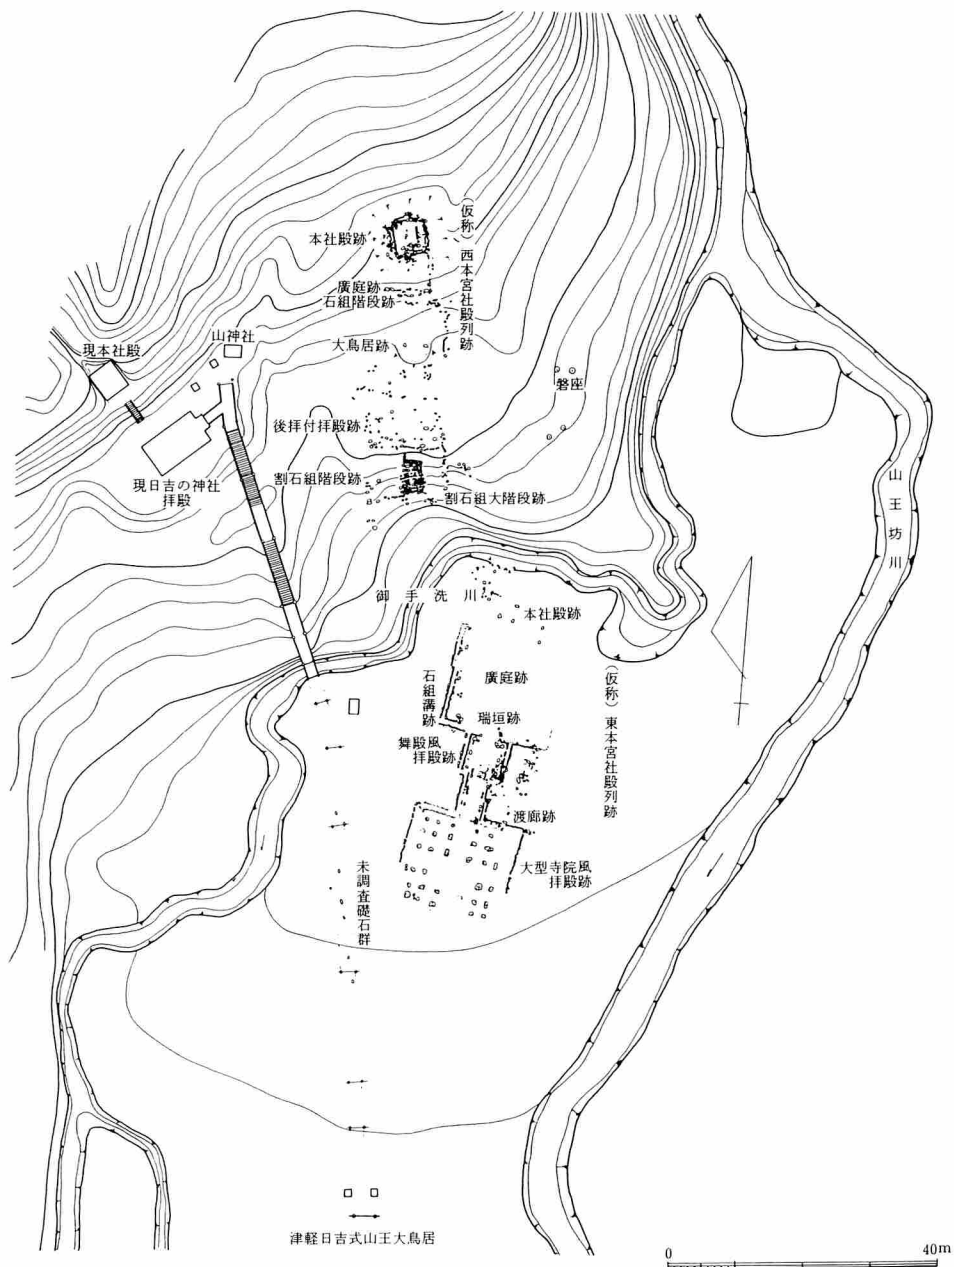 （仮称）西本宮社殿列跡
本社殿跡
廣庭跡
石組階段跡
山神社
大鳥居跡
現本社殿
磐座
後拝付拝殿跡
割石組階段跡
現日吉の神社
拝殿
割石組大階段跡
山王坊川
御手洗川
本社殿跡
（仮称）東本宮社殿列跡
石組溝跡
廣庭跡
瑞垣跡
舞殿風
拝殿跡
渡廊跡
大型寺院風
拝殿跡
未調査礎石群
津軽日吉式山王大鳥居
0
40m